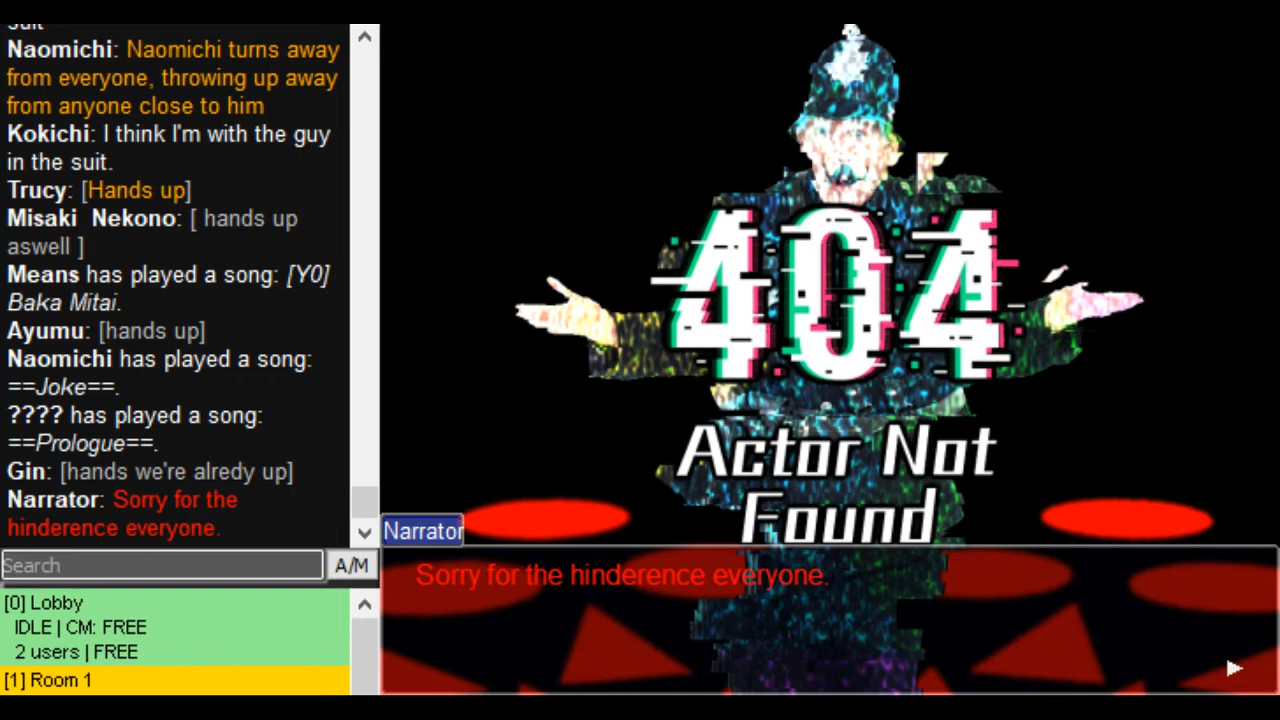 suit
Naomichi: Naomichi turns away
from everyone, throwing up away
from anyone close to him
Kokichi: I think I'm with the guy
in the suit.
Trucy: [Hands up]
Misaki Nekono: [ hands up
aswell ]
Means has played a song: [Y0]
Baka Mitai.
Ayumu: [hands up]
Naomichi has played a song:
==Joke==.
???? has played a song:
==Prologue==.
Gin: [hands we're alredy up]
Narrator: Sorry for the
hinderence everyone.
Search
A/M
[0] Lobby
IDLE | CM: FREE
2 users | FREE
[1] Room 1
404
Actor Not
Found
Narrator
Sorry for the hinderence everyone.